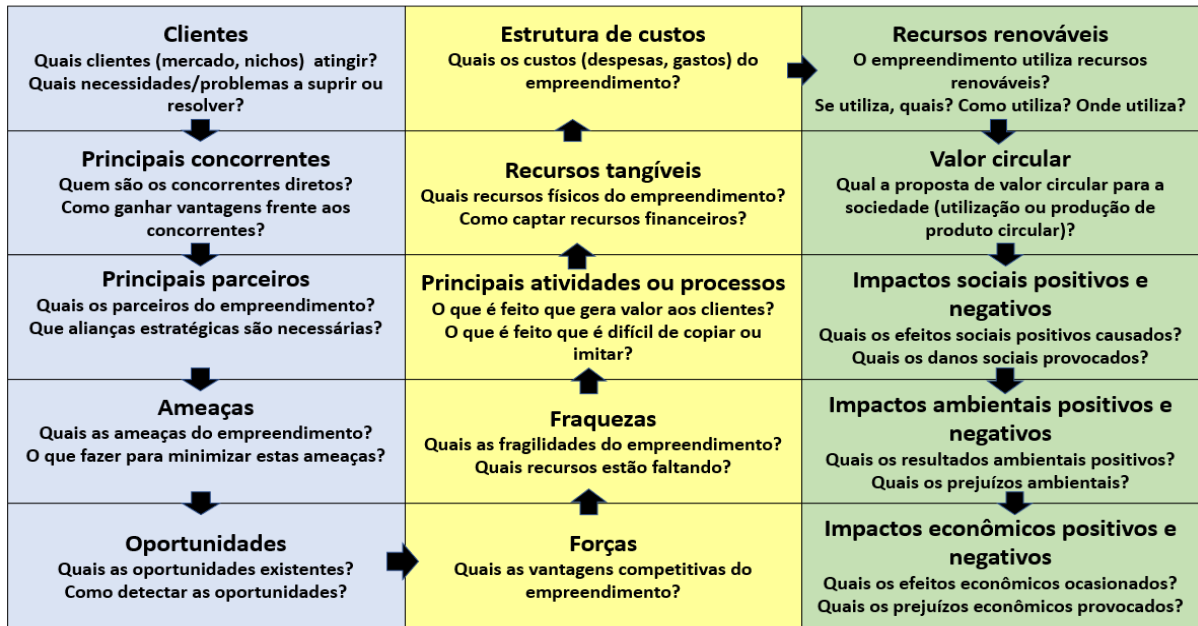 Clientes
Quais clientes (mercado, nichos) atingir?
Quais necessidades/problemas a suprir ou
resolver?
Principais concorrentes
Quem são os concorrentes diretos?
Como ganhar vantagens frente aos
concorrentes?
Principais parceiros
Quais os parceiros do empreendimento?
Que alianças estratégicas são necessárias?
Ameaças
Quais as ameaças do empreendimento?
O que fazer para minimizar estas ameaças?
Oportunidades
Quais as oportunidades existentes?
Como detectar as oportunidades?
Forças
Quais as vantagens competitivas do
empreendimento?
Fraquezas
Quais as fragilidades do empreendimento?
Quais recursos estão faltando?
Principais atividades ou processos
O que é feito que gera valor aos clientes?
O que é feito que é difícil de copiar ou
imitar?
Recursos tangíveis
Quais recursos físicos do empreendimento?
Como captar recursos financeiros?
Estrutura de custos
Quais os custos (despesas, gastos) do
empreendimento?
Recursos renováveis
O empreendimento utiliza recursos
renováveis?
Se utiliza, quais? Como utiliza? Onde utiliza?
Valor circular
Qual a proposta de valor circular para a
sociedade (utilização ou produção de
produto circular)?
Impactos sociais positivos e
negativos
Quais os efeitos sociais positivos causados?
Quais os danos sociais provocados?
Impactos ambientais positivos e
negativos
Quais os resultados ambientais positivos?
Quais os prejuízos ambientais?
Impactos econômicos positivos e
negativos
Quais os efeitos econômicos ocasionados?
Quais os prejuízos econômicos provocados?